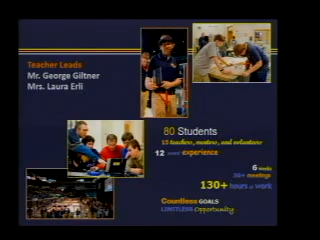 Teacher Leads
Mr. George Giltner
Mrs. Laura Erli
80 Students
15 teachers, mentors, and volunteers
12 years experience
6 weeks
30+ meetings
130+ hours of work
Countless GOALS
LIMITLESS Opportunity